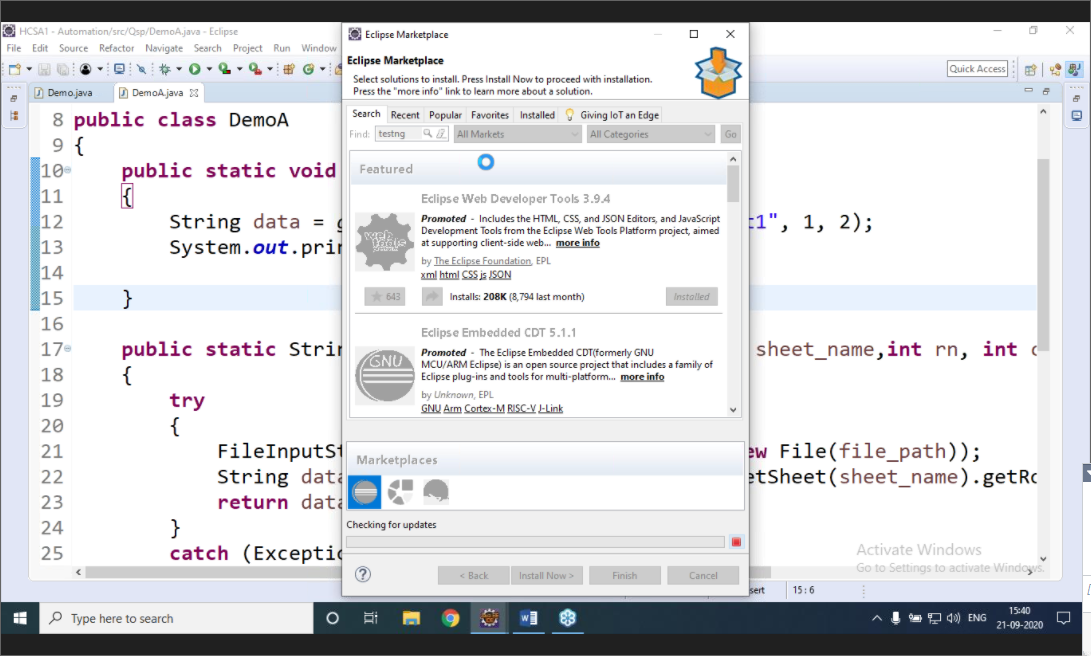 HCSA1 - Automation/src/Qsp/DemoA.java - Eclipse
File Edit Source Refactor Navigate Search Project Run Window
Quick Access
Demo.java DemoA.java
8 public class DemoA
9 {
10 public static void
11 {
12 String data = t1", 1, 2);
13 System.out.prin
14
15 }
16
17 public static Strin sheet_name,int rn, int c
18 {
19 try
20 {
21 FileInputSt ew File(file_path));
22 String data etSheet(sheet_name).getRo
23 return data
24 }
25 catch (Exceptio
Eclipse Marketplace
Eclipse Marketplace
Select solutions to install. Press Install Now to proceed with installation.
Press the "more info" link to learn more about a solution.
Search Recent Popular Favorites Installed Giving IoT an Edge
Find: testng All Markets All Categories Go
Featured
Eclipse Web Developer Tools 3.9.4
web tools
Promoted - Includes the HTML, CSS, and JSON Editors, and JavaScript
Development Tools from the Eclipse Web Tools Platform project, aimed
at supporting client-side web... more info
by The Eclipse Foundation, EPL
xml html CSS js JSON
643 Installs: 208K (8,794 last month) Installed
Eclipse Embedded CDT 5.1.1
GNU
Promoted - The Eclipse Embedded CDT(formerly GNU
MCU/ARM Eclipse) is an open source project that includes a family of
Eclipse plug-ins and tools for multi-platform... more info
by Unknown, EPL
GNU Arm Cortex-M RISC-V J-Link
Marketplaces
Checking for updates
< Back Install Now > Finish Cancel
Activate Windows
Go to Settings to activate Windows.
sert 15 : 6
Type here to search
ENG
15:40
21-09-2020